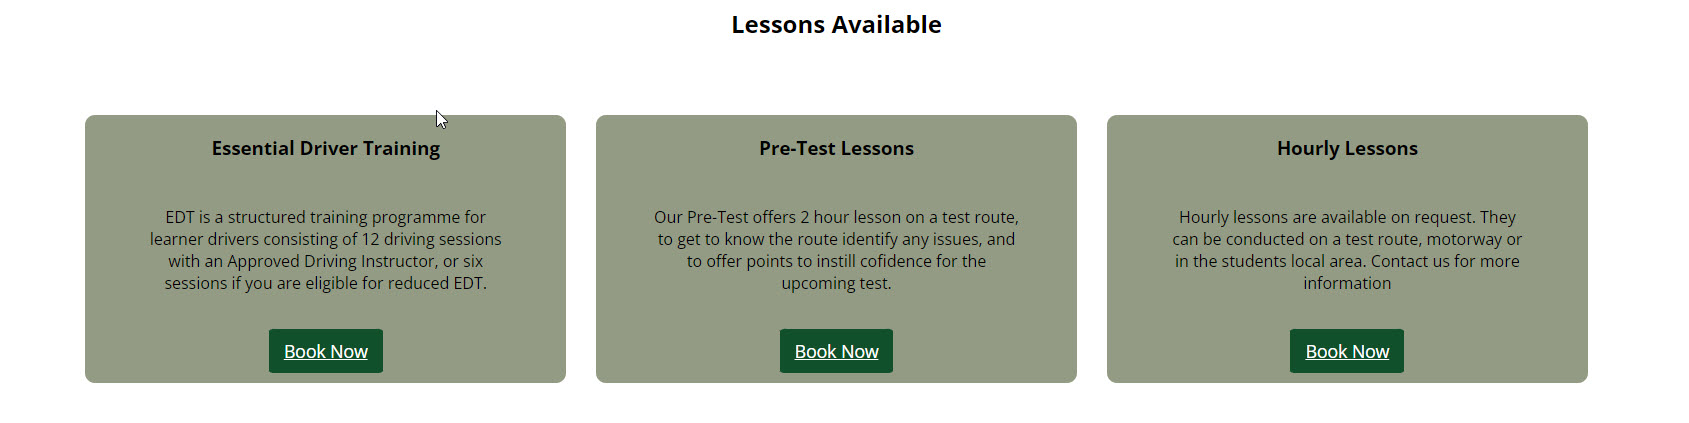 Lessons Available
Essential Driver Training
EDT is a structured training programme for
learner drivers consisting of 12 driving sessions
with an Approved Driving Instructor, or six
sessions if you are eligible for reduced EDT.
Book Now
Pre-Test Lessons
Our Pre-Test offers 2 hour lesson on a test route,
to get to know the route identify any issues, and
to offer points to instill cofidence for the
upcoming test.
Book Now
Hourly Lessons
Hourly lessons are available on request. They
can be conducted on a test route, motorway or
in the students local area. Contact us for more
information
Book Now